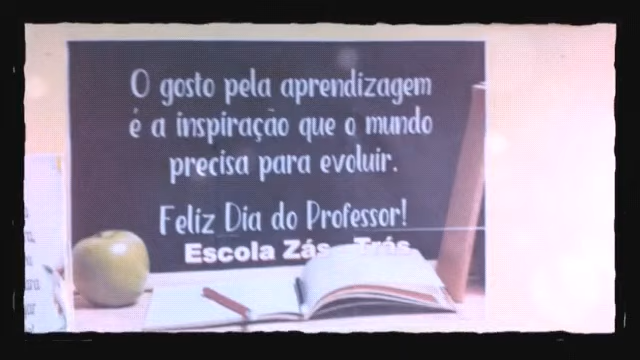 O gosto pela aprendizagem
é a inspiração que o mundo
precisa para evoluir.
Feliz Dia do Professor!
Escola Zás Trás